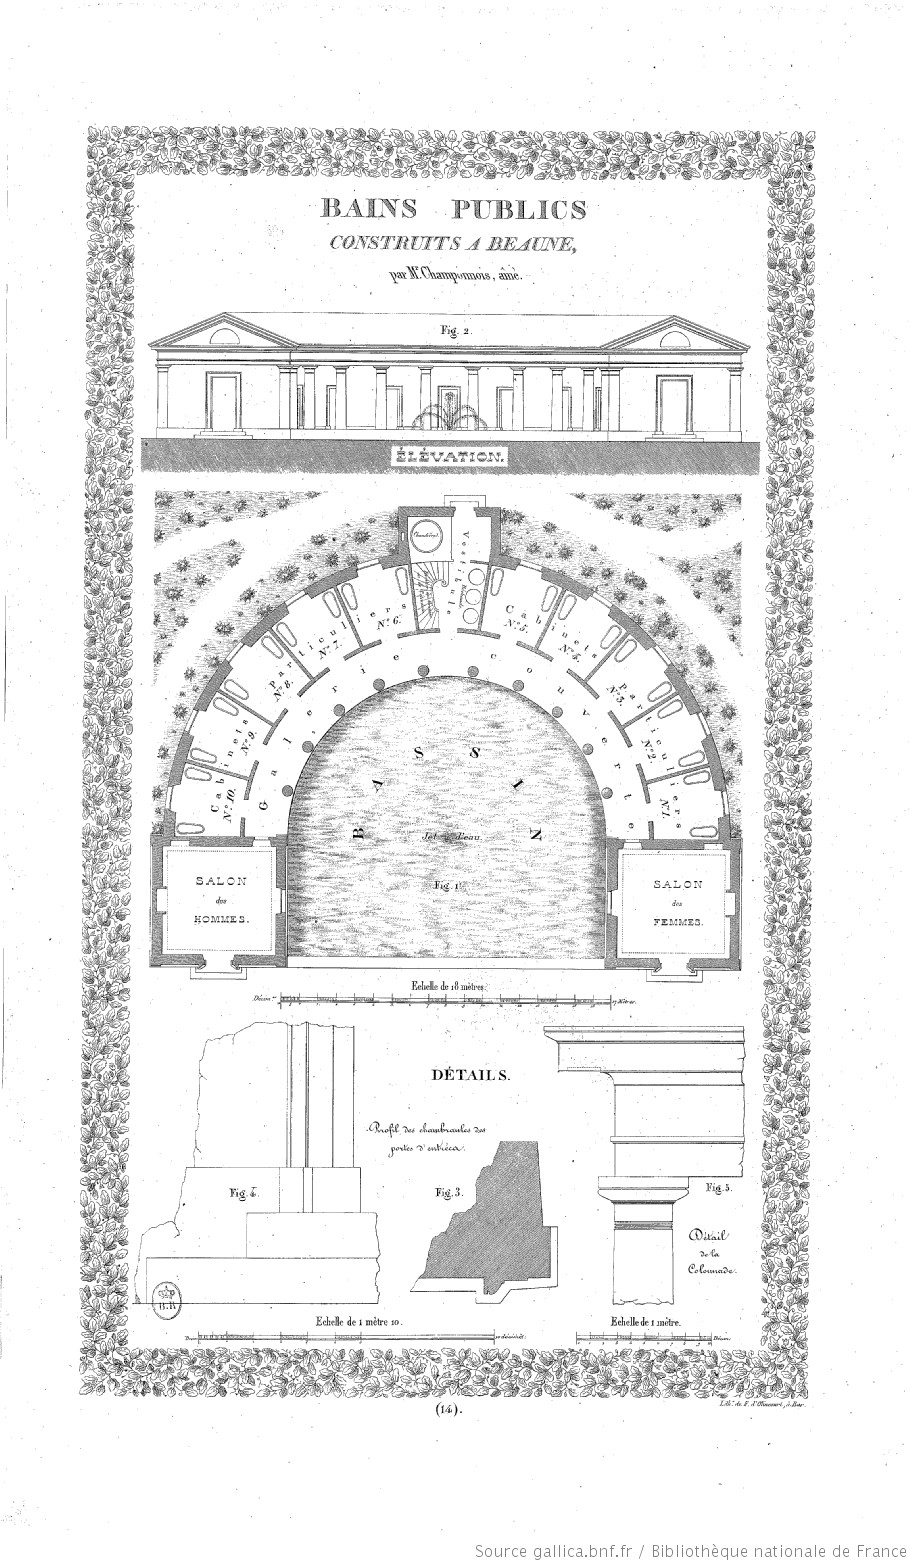 BAINS PUBLICS
CONSTRUITS A BEAUNE,
par Mr. Champonnois, aîné.
Fig. 2.
ÉLÉVATION.
Vestibule
Cabinets Particuliers
N°. 6.
N°. 7.
N°. 8.
N°. 9.
N°. 10.
Cabinets Particuliers
N°. 5.
N°. 4.
N°. 3.
N°. 2.
N°. 1.
Galerie couverte
BASSIN
Jet d'eau.
Fig. 1re
SALON
des
HOMMES.
SALON
des
FEMMES.
Echelle de 18 mètres.
DÉTAILS.
Profil des chambranles des
portes d'entrées.
Fig. 4.
Fig. 3.
Fig. 5.
Détail
de la
Colonnade.
B.R
Echelle de 1 mètre 10.
Echelle de 1 mètre.
Lith. de F. d'Olincourt, à Bar.
(14).
Source gallica.bnf.fr / Bibliothèque nationale de France